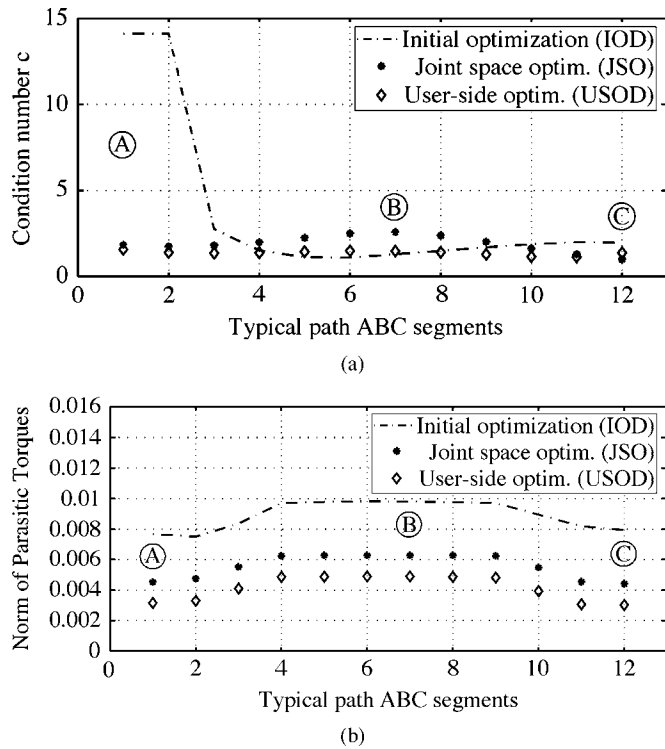 15
10
5
0
Condition number c
Initial optimization (IOD)
Joint space optim. (JSO)
User-side optim. (USOD)
A
B
C
0 2 4 6 8 10 12
Typical path ABC segments
(a)
0.016
0.014
0.012
0.01
0.008
0.006
0.004
0.002
0
Norm of Parasitic Torques
Initial optimization (IOD)
Joint space optim. (JSO)
User-side optim. (USOD)
A
B
C
0 2 4 6 8 10 12
Typical path ABC segments
(b)